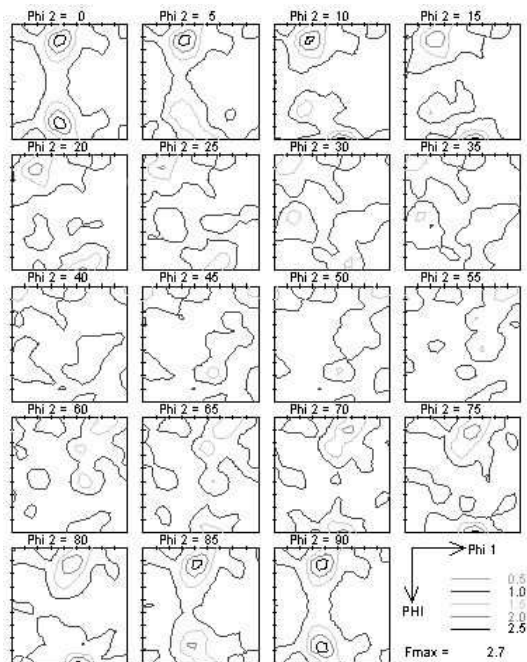 Phi 2 = 0 Phi 2 = 5 Phi 2 = 10 Phi 2 = 15
Phi 2 = 20 Phi 2 = 25 Phi 2 = 30 Phi 2 = 35
Phi 2 = 40 Phi 2 = 45 Phi 2 = 50 Phi 2 = 55
Phi 2 = 60 Phi 2 = 65 Phi 2 = 70 Phi 2 = 75
Phi 2 = 80 Phi 2 = 85 Phi 2 = 90
Phi 1
PHI
0.5
1.0
1.5
2.0
2.5
Fmax = 2.7